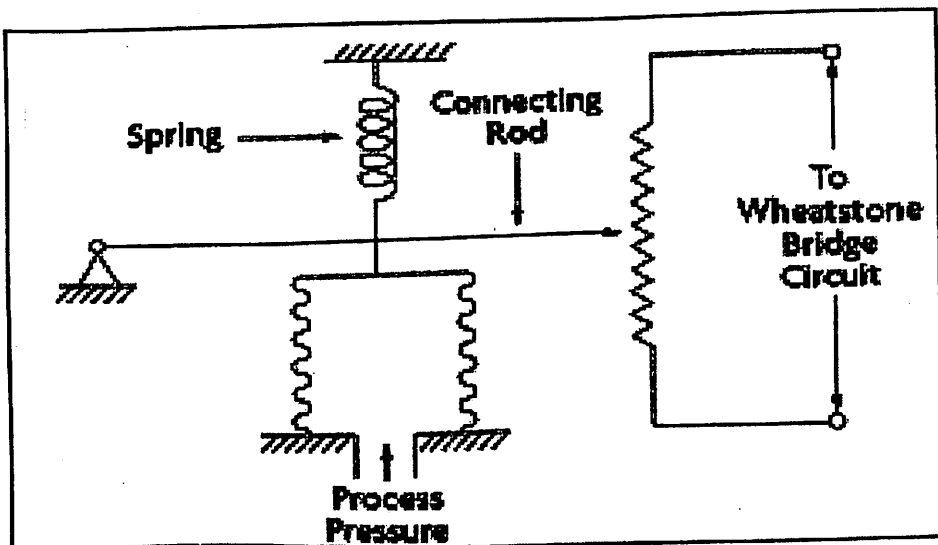 Spring
Connecting
Rod
To
Wheatstone
Bridge
Circuit
Process
Pressure